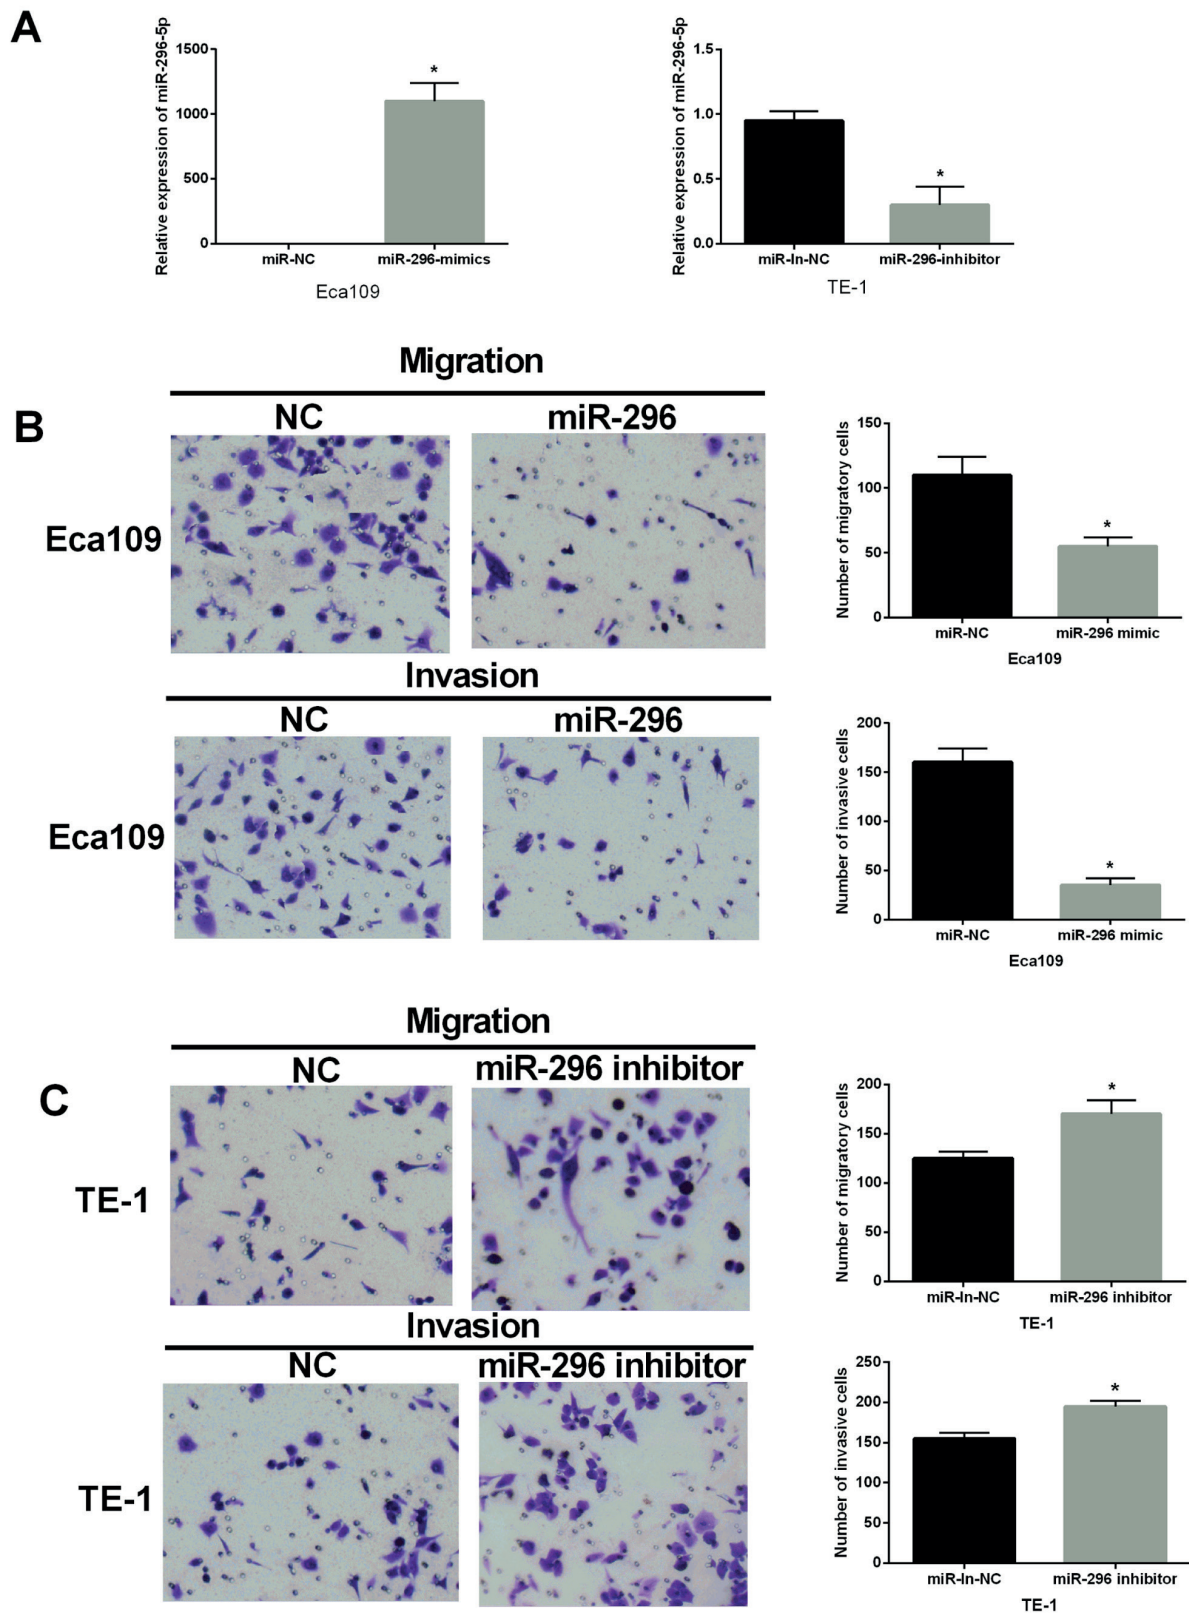 A
Relative expression of miR-296-5p
1500
1000
500
0
*
miR-NC miR-296-mimics
Eca109
Relative expression of miR-296-5p
1.5
1.0
0.5
0.0
*
miR-In-NC miR-296-inhibitor
TE-1
B
Migration
NC miR-296
Eca109
Number of migratory cells
150
100
50
0
*
miR-NC miR-296 mimic
Eca109
Invasion
NC miR-296
Eca109
Number of invasive cells
200
150
100
50
0
*
miR-NC miR-296 mimic
Eca109
C
Migration
NC miR-296 inhibitor
TE-1
Number of migratory cells
200
150
100
50
0
*
miR-In-NC miR-296 inhibitor
TE-1
Invasion
NC miR-296 inhibitor
TE-1
Number of invasive cells
250
200
150
100
50
0
*
miR-In-NC miR-296 inhibitor
TE-1